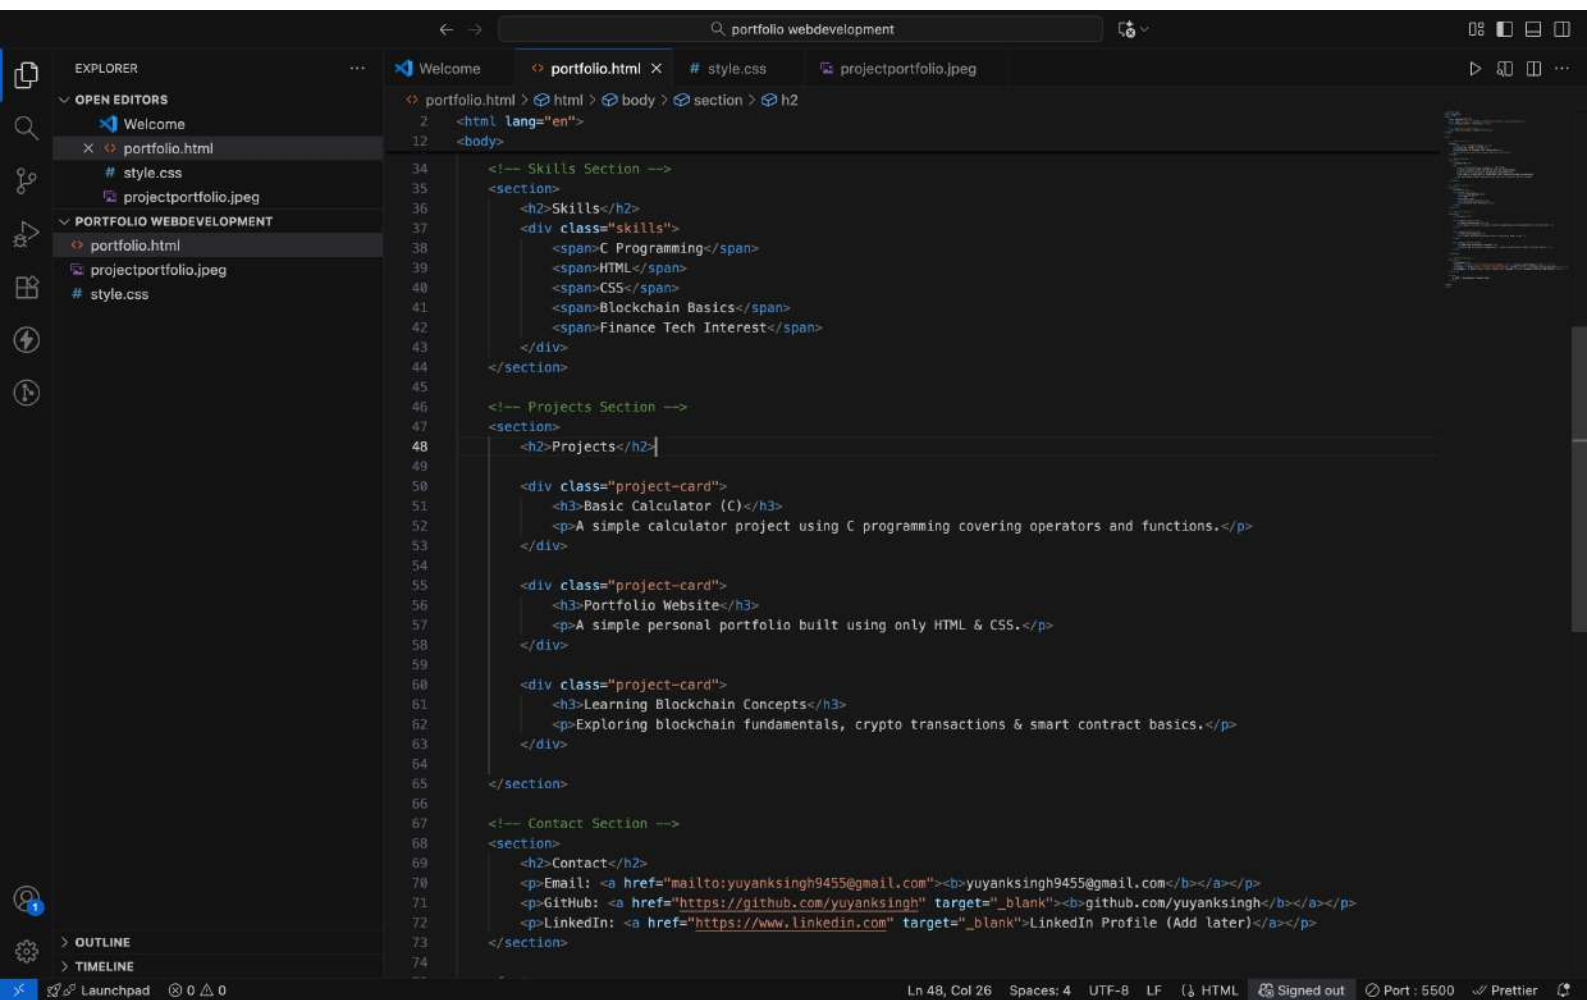 portfolio webdevelopment
EXPLORER
OPEN EDITORS
Welcome
portfolio.html
style.css
projectportfolio.jpeg
PORTFOLIO WEBDEVELOPMENT
portfolio.html
projectportfolio.jpeg
# style.css
OUTLINE
TIMELINE
Welcome
portfolio.html
# style.css
projectportfolio.jpeg
portfolio.html > html > body > section > h2
2 <html lang="en">
12 <body>
34 <!-- Skills Section -->
35 <section>
36 <h2>Skills</h2>
37 <div class="skills">
38 <span>C Programming</span>
39 <span>HTML</span>
40 <span>CSS</span>
41 <span>Blockchain Basics</span>
42 <span>Finance Tech Interest</span>
43 </div>
44 </section>
45
46 <!-- Projects Section -->
47 <section>
48 <h2>Projects</h2>
49
50 <div class="project-card">
51 <h3>Basic Calculator (C)</h3>
52 <p>A simple calculator project using C programming covering operators and functions.</p>
53 </div>
54
55 <div class="project-card">
56 <h3>Portfolio Website</h3>
57 <p>A simple personal portfolio built using only HTML & CSS.</p>
58 </div>
59
60 <div class="project-card">
61 <h3>Learning Blockchain Concepts</h3>
62 <p>Exploring blockchain fundamentals, crypto transactions & smart contract basics.</p>
63 </div>
64
65 </section>
66
67 <!-- Contact Section -->
68 <section>
69 <h2>Contact</h2>
70 <p>Email: <a href="mailto:yuyanksingh9455@gmail.com"><b>yuyanksingh9455@gmail.com</b></a></p>
71 <p>GitHub: <a href="https://github.com/yuyanksingh" target="_blank"><b>github.com/yuyanksingh</b></a></p>
72 <p>LinkedIn: <a href="https://www.linkedin.com" target="_blank">LinkedIn Profile (Add later)</a></p>
73 </section>
74
1
Launchpad 0 0 Ln 48, Col 26 Spaces: 4 UTF-8 LF HTML Signed out Port : 5500 Prettier